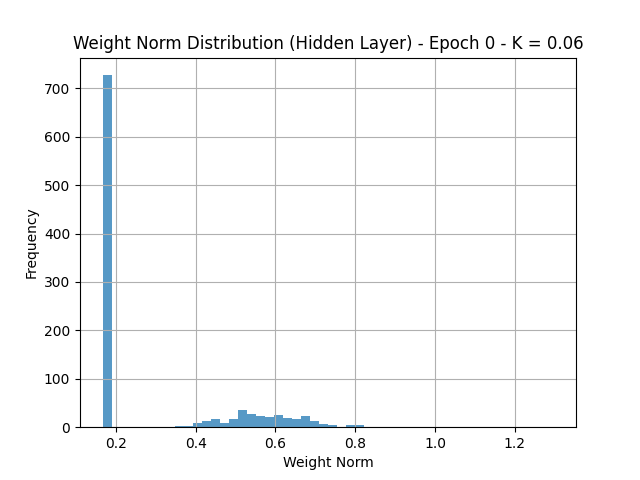 Weight Norm Distribution (Hidden Layer) - Epoch 0 - K = 0.06
700
600
500
400
300
200
100
0
Frequency
0.2 0.4 0.6 0.8 1.0 1.2
Weight Norm